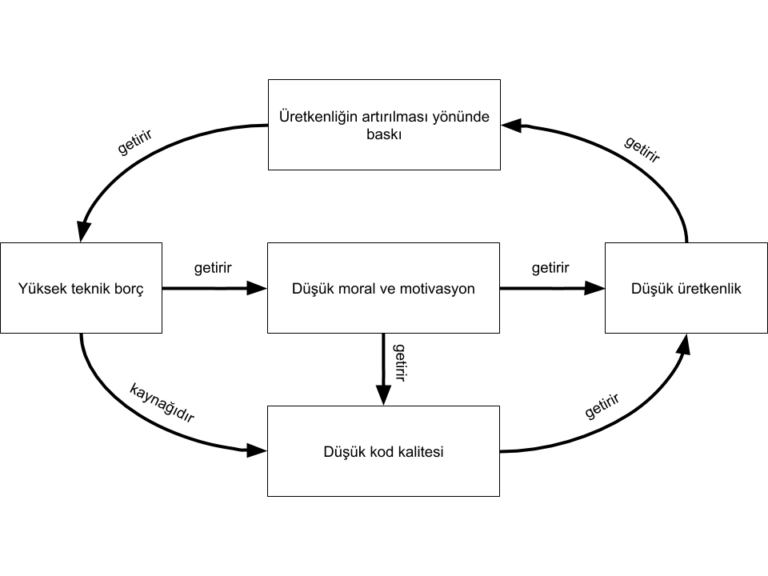 Üretkenliğin artırılması yönünde
baskı
getirir
getirir
Yüksek teknik borç
getirir
Düşük moral ve motivasyon
getirir
Düşük üretkenlik
getirir
kaynağıdır
getirir
Düşük kod kalitesi